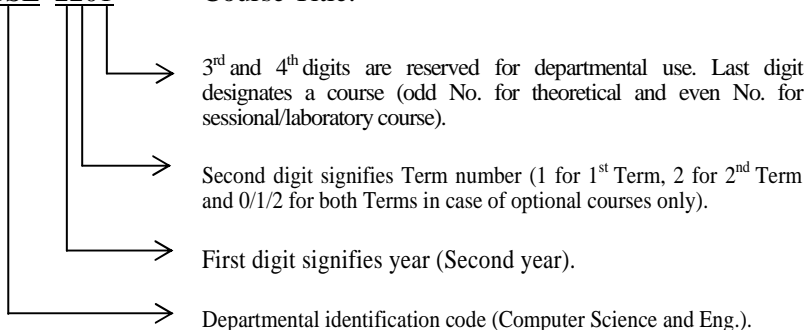 3rd and 4th digits are reserved for departmental use. Last digit
designates a course (odd No. for theoretical and even No. for
sessional/laboratory course).
Second digit signifies Term number (1 for 1st Term, 2 for 2nd Term
and 0/1/2 for both Terms in case of optional courses only).
First digit signifies year (Second year).
Departmental identification code (Computer Science and Eng.).